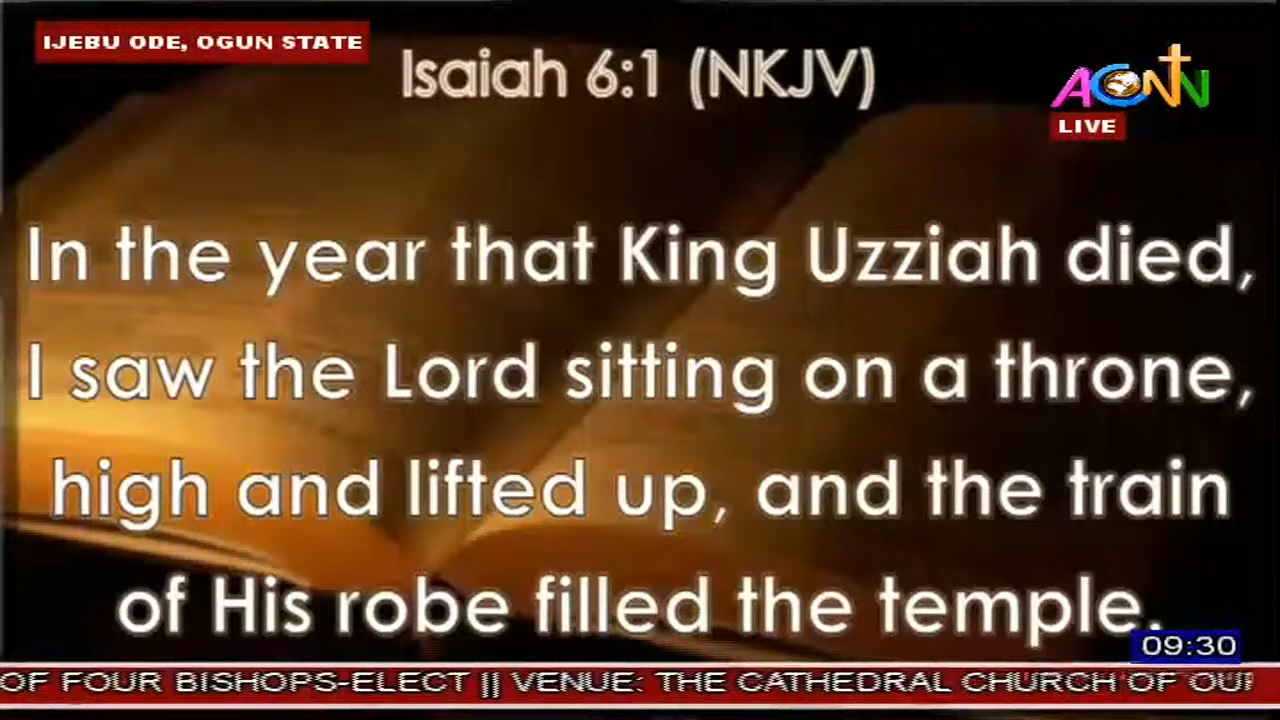 IJEBU ODE, OGUN STATE
Isaiah 6:1 (NKJV)
ACNN
LIVE
In the year that King Uzziah died,
I saw the Lord sitting on a throne,
high and lifted up, and the train
of His robe filled the temple.
09:30
OF FOUR BISHOPS-ELECT || VENUE: THE CATHEDRAL CHURCH OF